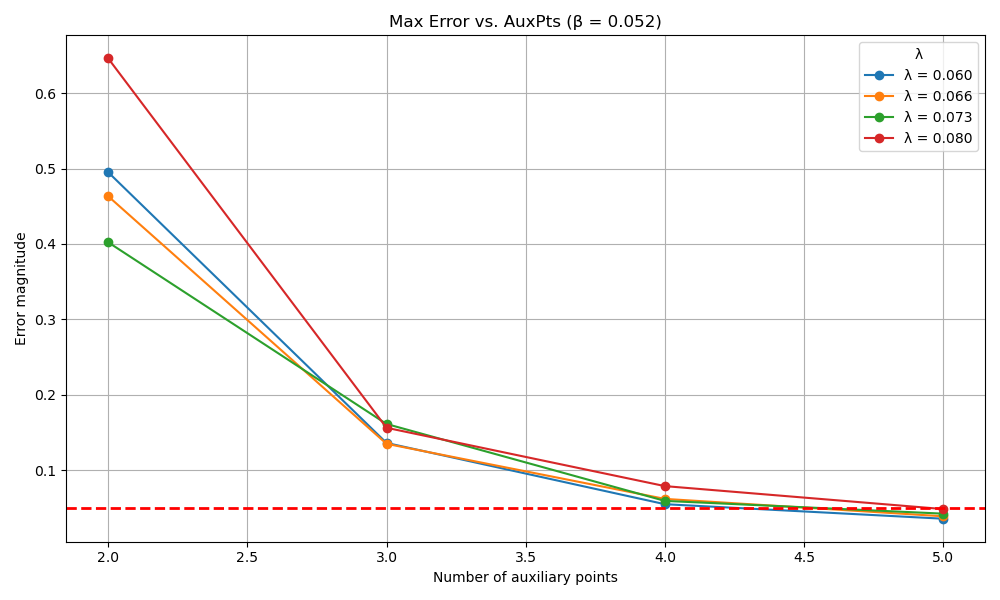 Max Error vs. AuxPts (β = 0.052)
λ
λ = 0.060
λ = 0.066
λ = 0.073
λ = 0.080
Error magnitude
0.6
0.5
0.4
0.3
0.2
0.1
2.0 2.5 3.0 3.5 4.0 4.5 5.0
Number of auxiliary points